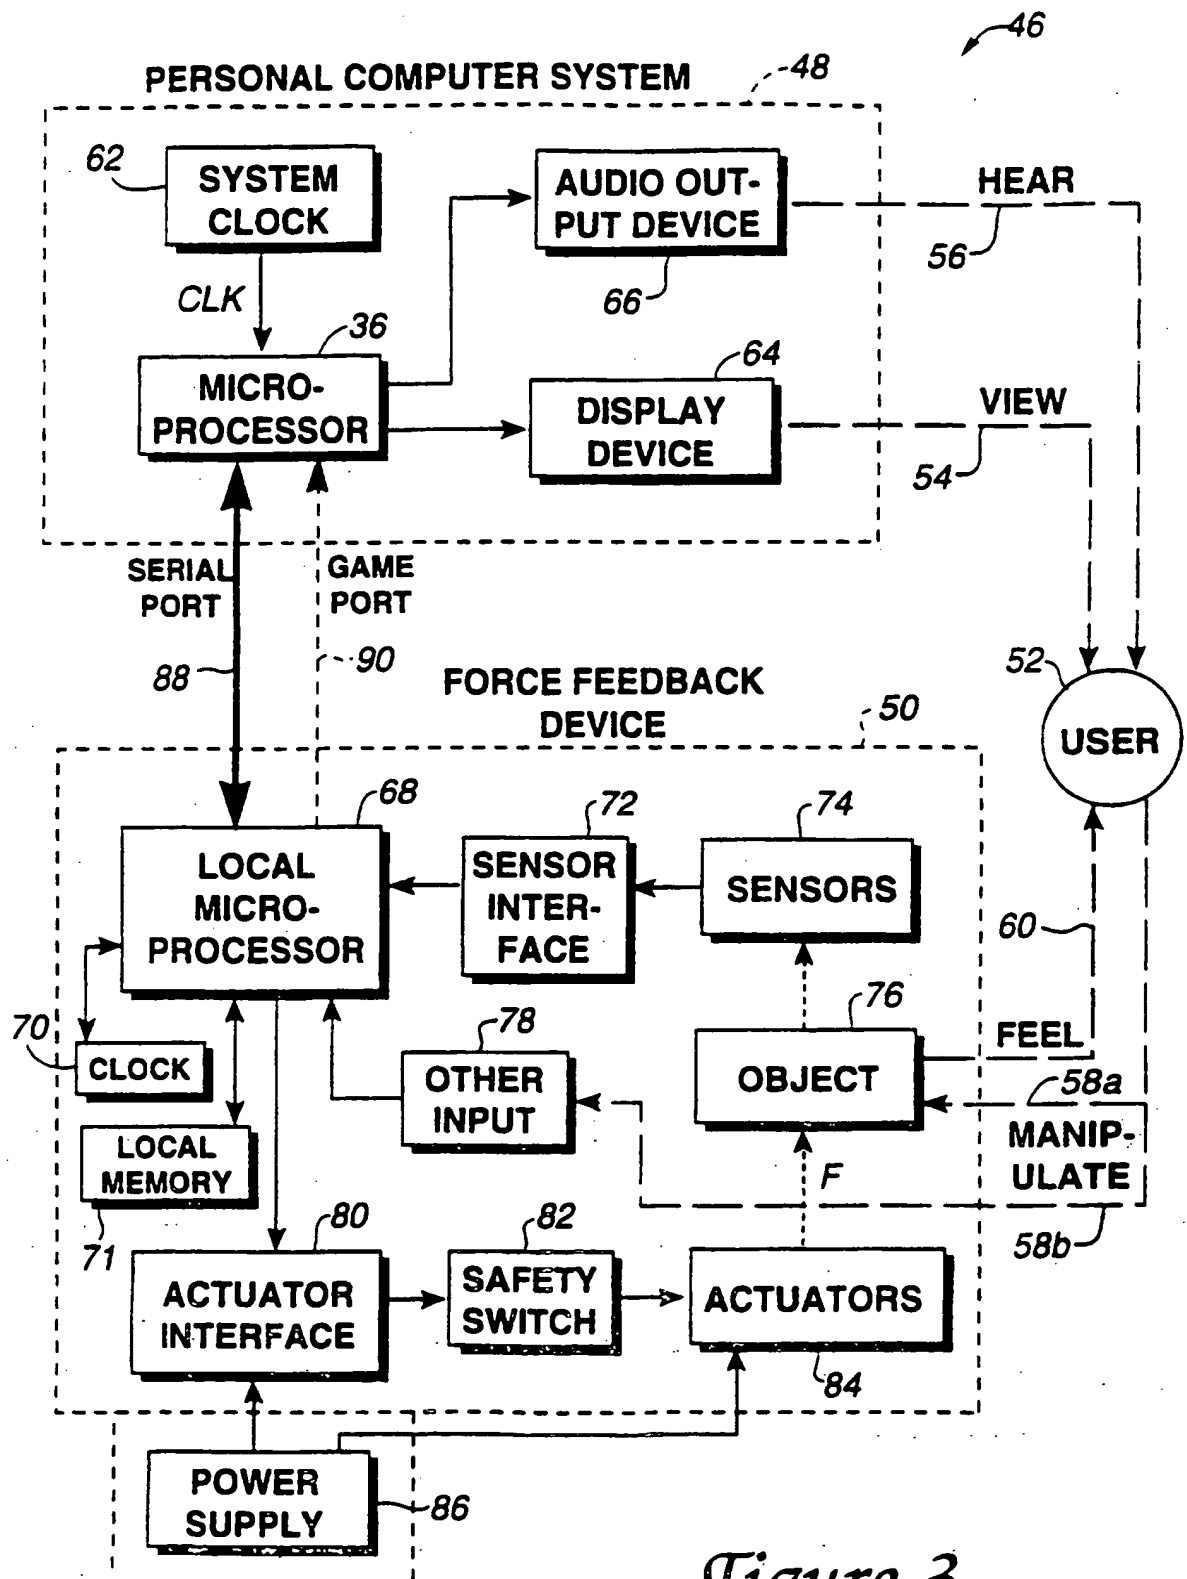 46
PERSONAL COMPUTER SYSTEM
48
62
SYSTEM
CLOCK
AUDIO OUT-
PUT DEVICE
HEAR
56
66
CLK
36
MICRO-
PROCESSOR
64
DISPLAY
DEVICE
VIEW
54
SERIAL
PORT
GAME
PORT
88
90
FORCE FEEDBACK
DEVICE
50
52
USER
68
LOCAL
MICRO-
PROCESSOR
72
SENSOR
INTER-
FACE
74
SENSORS
60
76
OBJECT
FEEL
58a
MANIP-
ULATE
58b
70
CLOCK
78
OTHER
INPUT
LOCAL
MEMORY
71
F
80
ACTUATOR
INTERFACE
82
SAFETY
SWITCH
ACTUATORS
84
POWER
SUPPLY
86
Figure 3